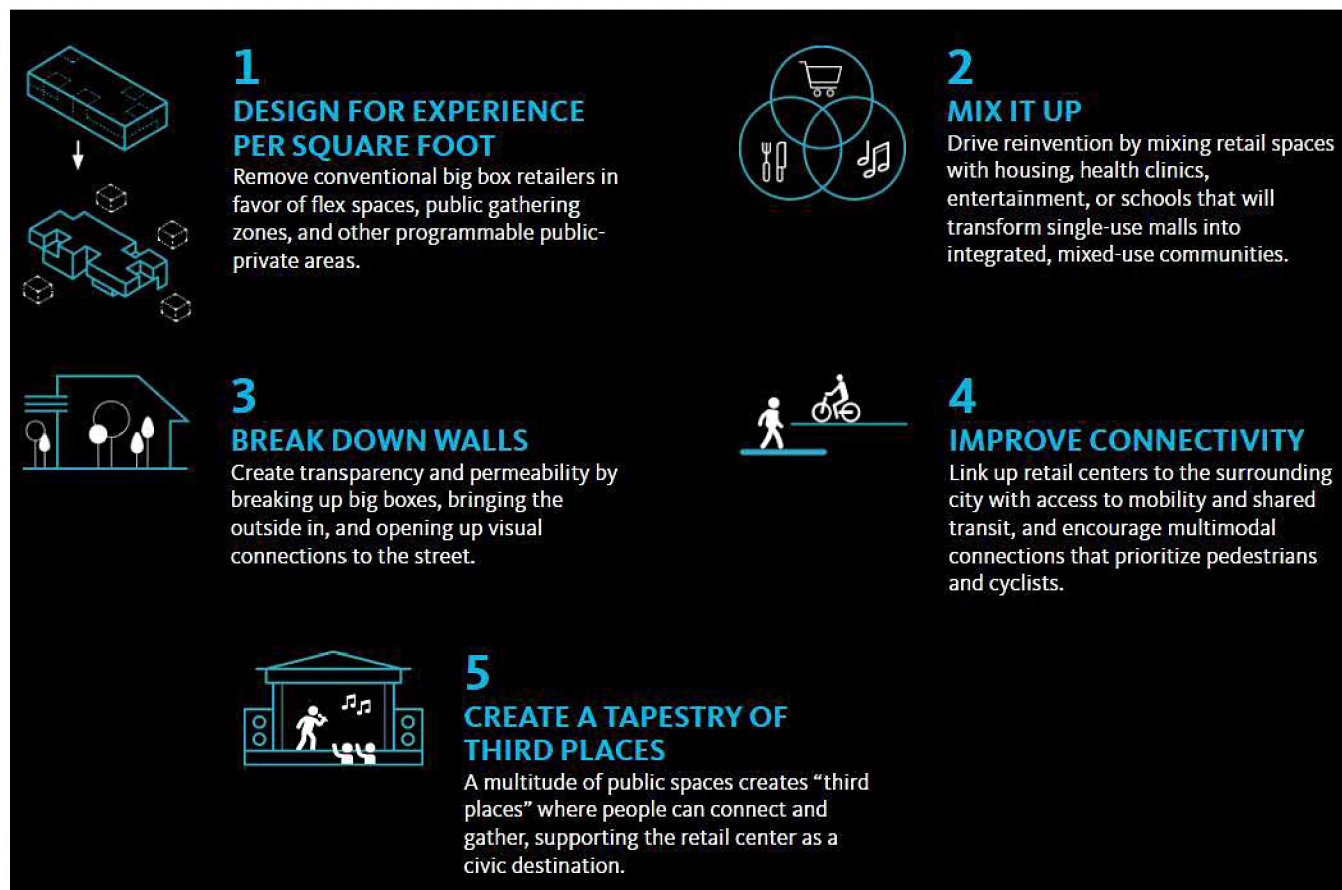 1
DESIGN FOR EXPERIENCE
PER SQUARE FOOT
Remove conventional big box retailers in
favor of flex spaces, public gathering
zones, and other programmable public-
private areas.
2
MIX IT UP
Drive reinvention by mixing retail spaces
with housing, health clinics,
entertainment, or schools that will
transform single-use malls into
integrated, mixed-use communities.
3
BREAK DOWN WALLS
Create transparency and permeability by
breaking up big boxes, bringing the
outside in, and opening up visual
connections to the street.
4
IMPROVE CONNECTIVITY
Link up retail centers to the surrounding
city with access to mobility and shared
transit, and encourage multimodal
connections that prioritize pedestrians
and cyclists.
5
CREATE A TAPESTRY OF
THIRD PLACES
A multitude of public spaces creates “third
places” where people can connect and
gather, supporting the retail center as a
civic destination.